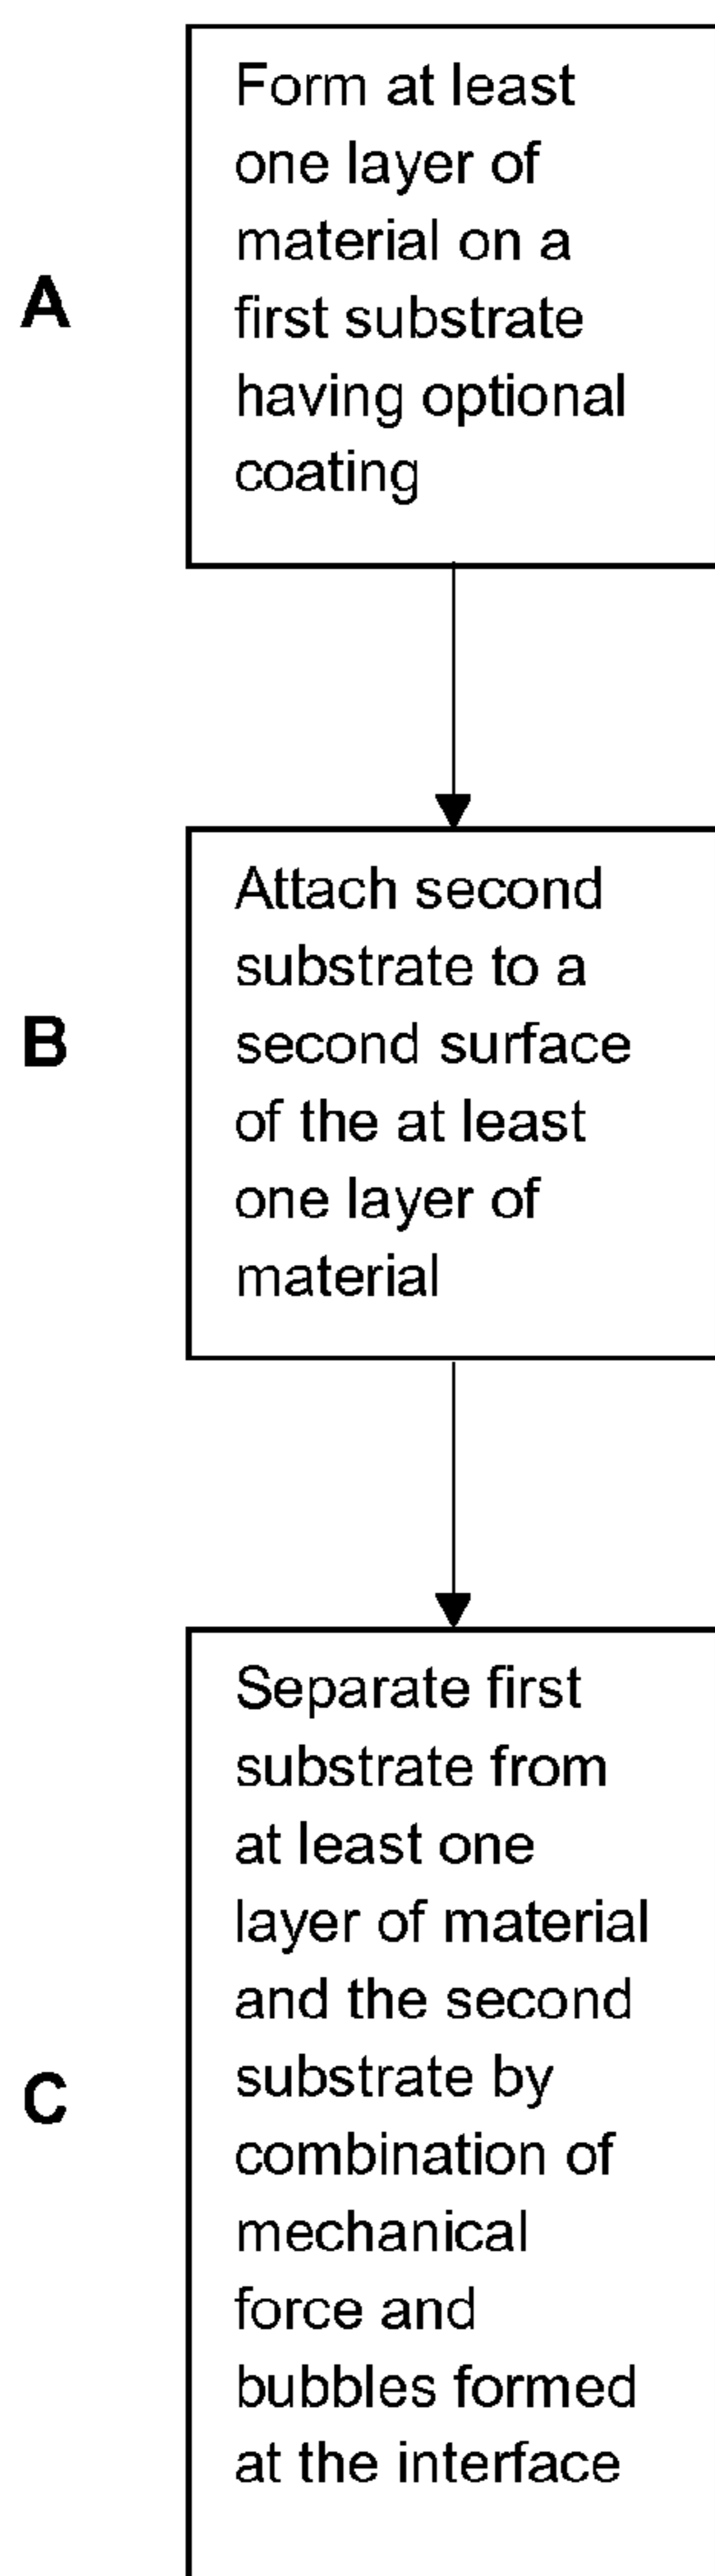 A
Form at least
one layer of
material on a
first substrate
having optional
coating
B
Attach second
substrate to a
second surface
of the at least
one layer of
material
C
Separate first
substrate from
at least one
layer of material
and the second
substrate by
combination of
mechanical
force and
bubbles formed
at the interface